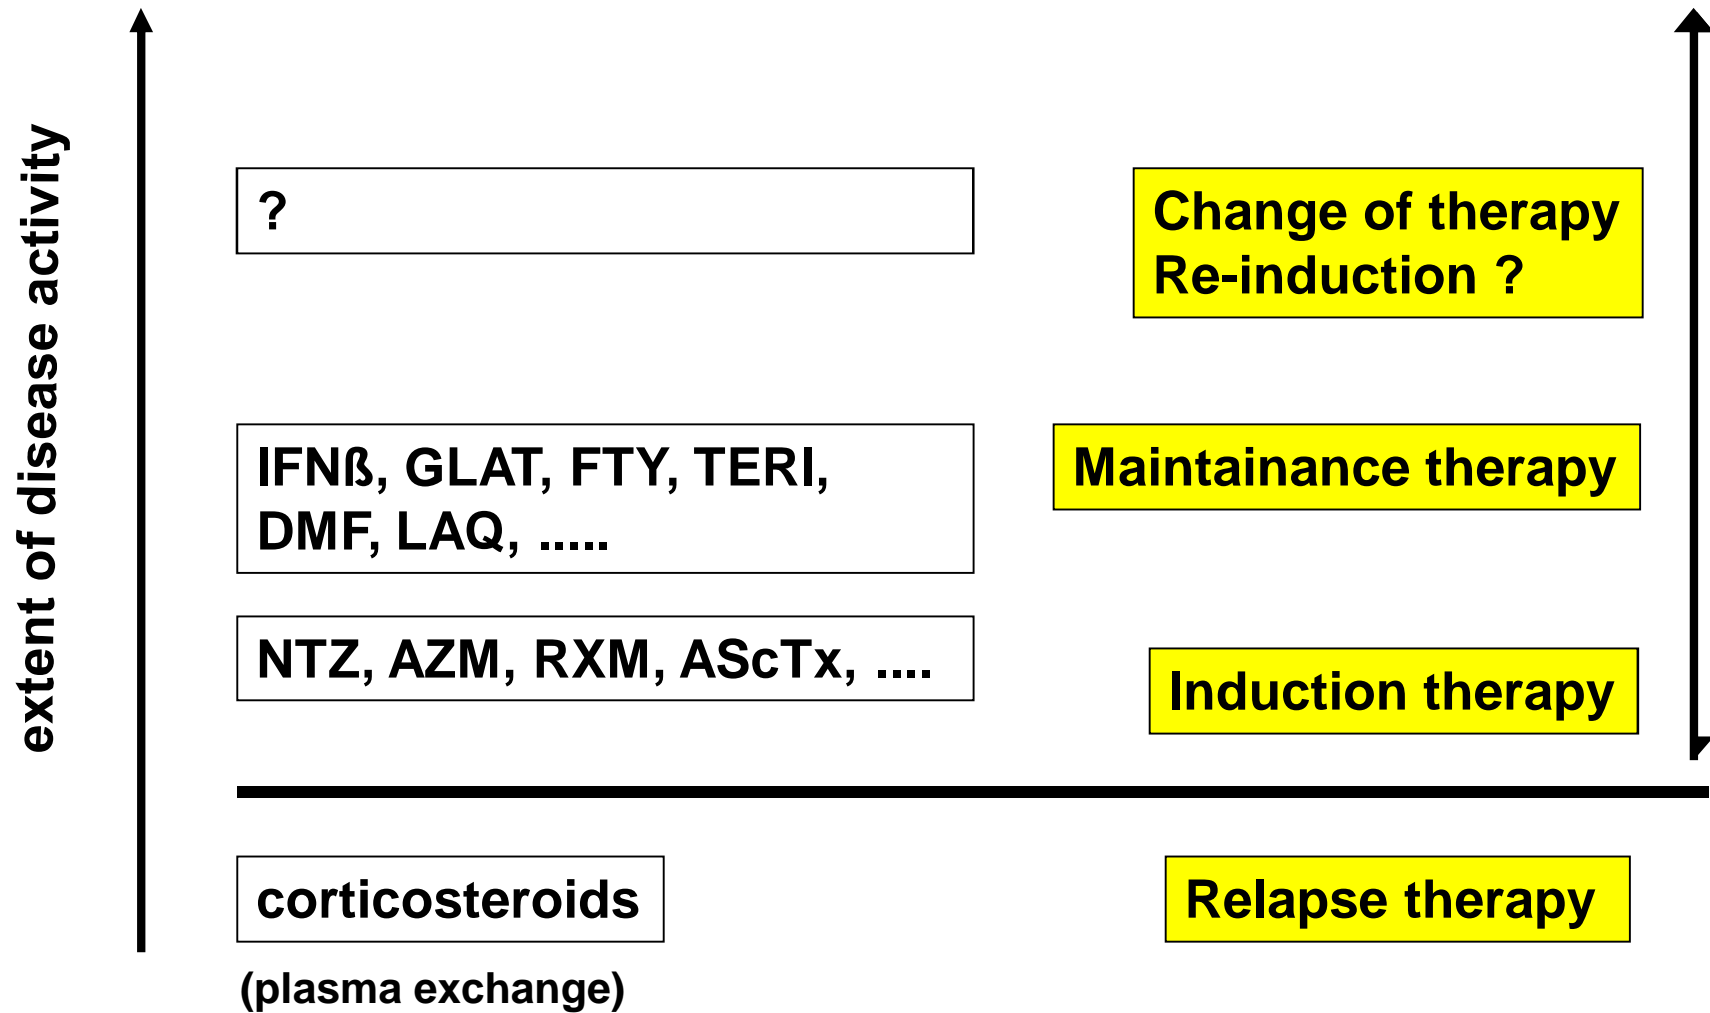 extent of disease activity
?
Change of therapy
Re-induction ?
IFNß, GLAT, FTY, TERI,
DMF, LAQ, .....
Maintainance therapy
NTZ, AZM, RXM, AScTx, ....
Induction therapy
corticosteroids
Relapse therapy
(plasma exchange)